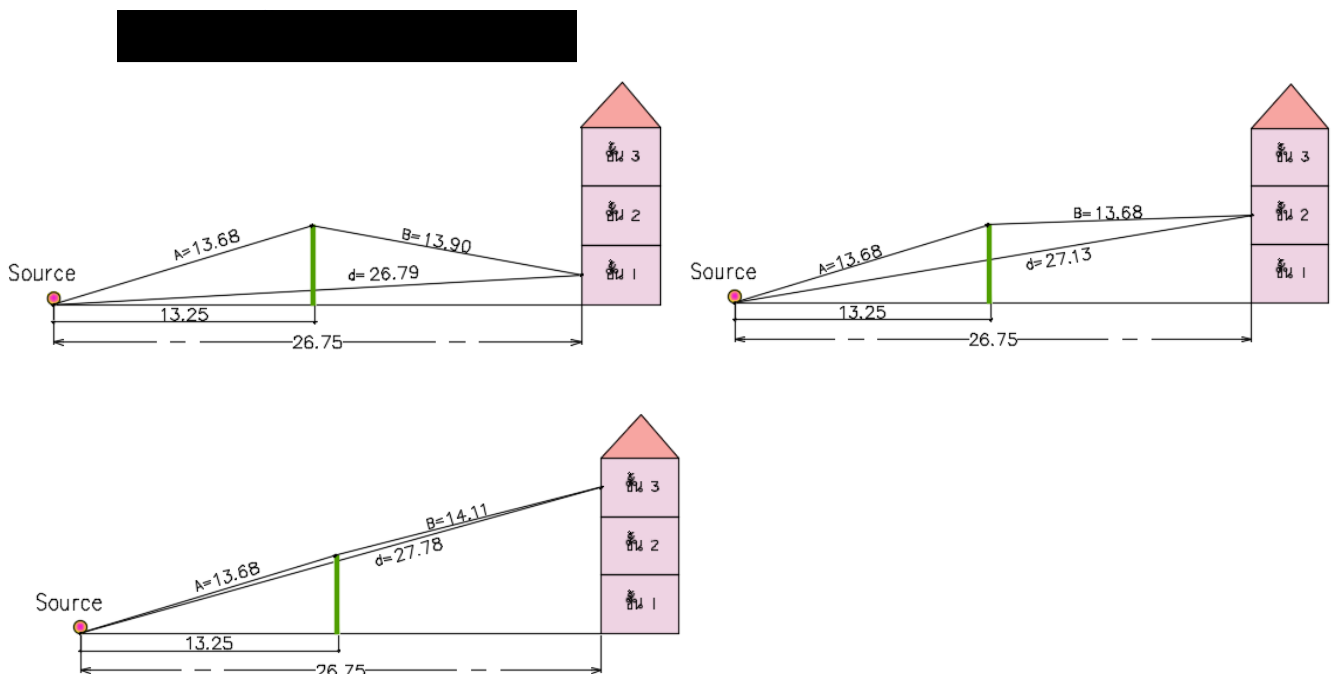 ชั้น 3
ชั้น 2
A=13.68
B=13.90
Source
d=26.79
ชั้น 1
13.25
26.75
ชั้น 3
B=13.68
ชั้น 2
A=13.68
d=27.13
Source
ชั้น 1
13.25
26.75
ชั้น 3
B=14.11
d=27.78
ชั้น 2
A=13.68
Source
ชั้น 1
13.25
26.75